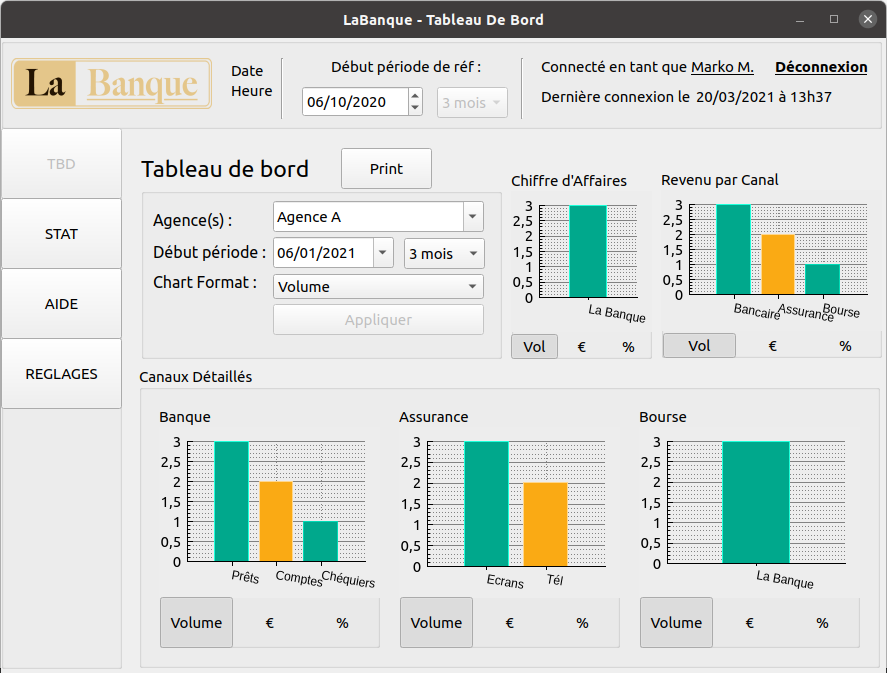 LaBanque - Tableau De Bord
La Banque
Date
Heure
Début période de réf :
06/10/2020
3 mois
Connecté en tant que Marko M.
Déconnexion
Dernière connexion le 20/03/2021 à 13h37
TBD
STAT
AIDE
REGLAGES
Tableau de bord
Print
Agence(s) :
Agence A
Début période :
06/01/2021
3 mois
Chart Format :
Volume
Appliquer
Chiffre d'Affaires
3
2,5
2
1,5
1
0,5
0
La Banque
Vol € %
Revenu par Canal
3
2,5
2
1,5
1
0,5
0
Bancaire Assurance Bourse
Vol € %
Canaux Détaillés
Banque
3
2,5
2
1,5
1
0,5
0
Prêts Comptes Chéquiers
Volume € %
Assurance
3
2,5
2
1,5
1
0,5
0
Ecrans Tél
Volume € %
Bourse
3
2,5
2
1,5
1
0,5
0
La Banque
Volume € %